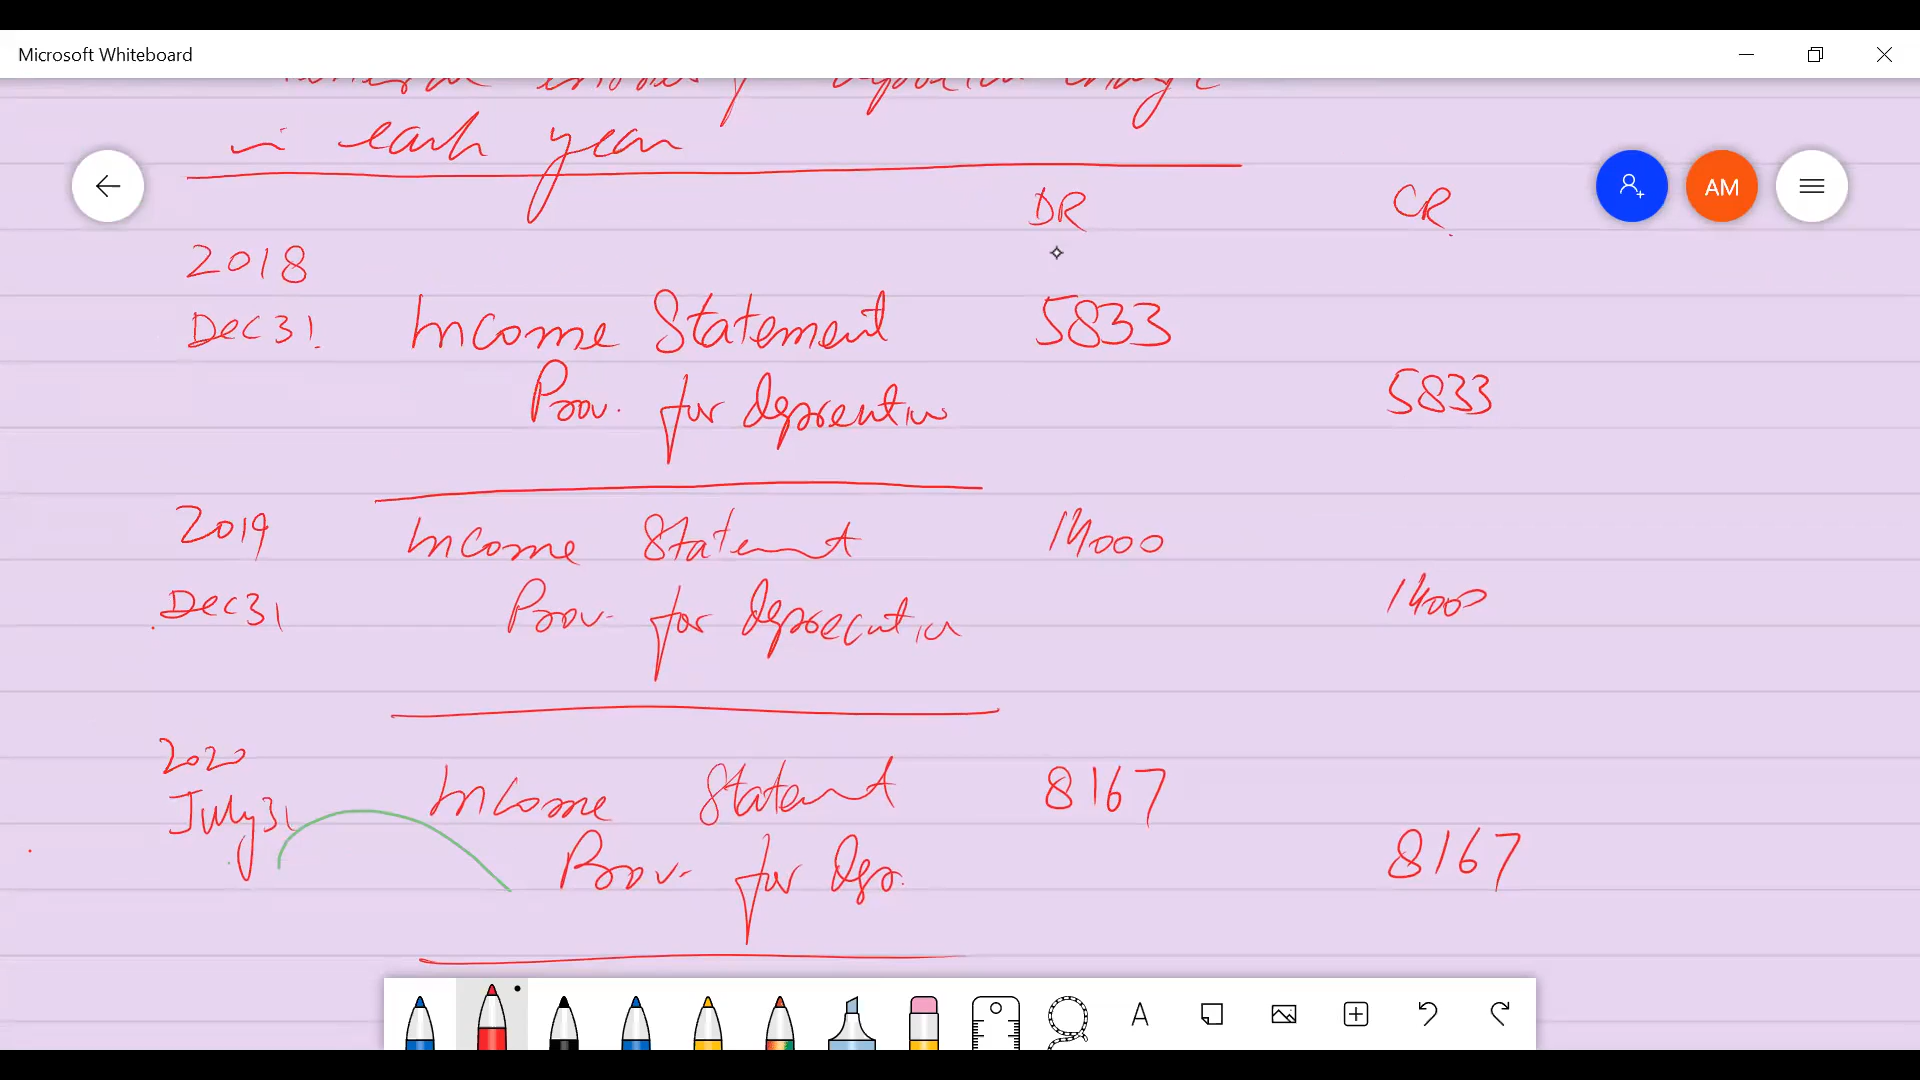 Microsoft Whiteboard
in each year
DR CR
AM
2018
Dec 31 Income Statement 5833
Prov. for depreciation 5833
2019 Income Statement 14000
Dec 31 Prov. for depreciation 14000
2020
July 31 Income Statement 8167
Prov. for Dep. 8167
A